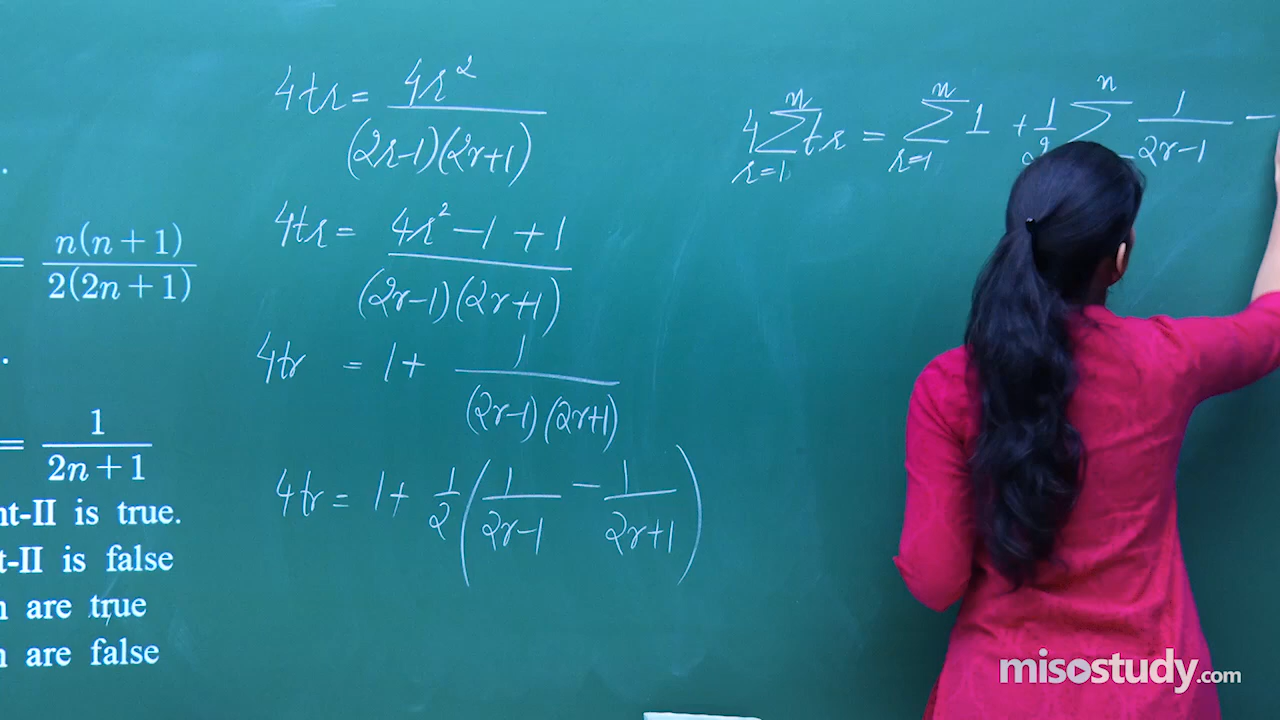 .
= n(n + 1) / 2(2n + 1)
.
= 1 / 2n + 1
nt-II is true.
t-II is false
n are true
n are false
4tr = 4r² / (2r-1)(2r+1)
4tr = 4r² - 1 + 1 / (2r-1)(2r+1)
4tr = 1 + 1 / (2r-1)(2r+1)
4tr = 1 + 1/2 ( 1 / 2r-1 - 1 / 2r+1 )
4 ∑ⁿ r=1 tr = ∑ⁿ r=1 1 + 1/2 ∑ⁿ 1 / 2r-1 -
misostudy.com